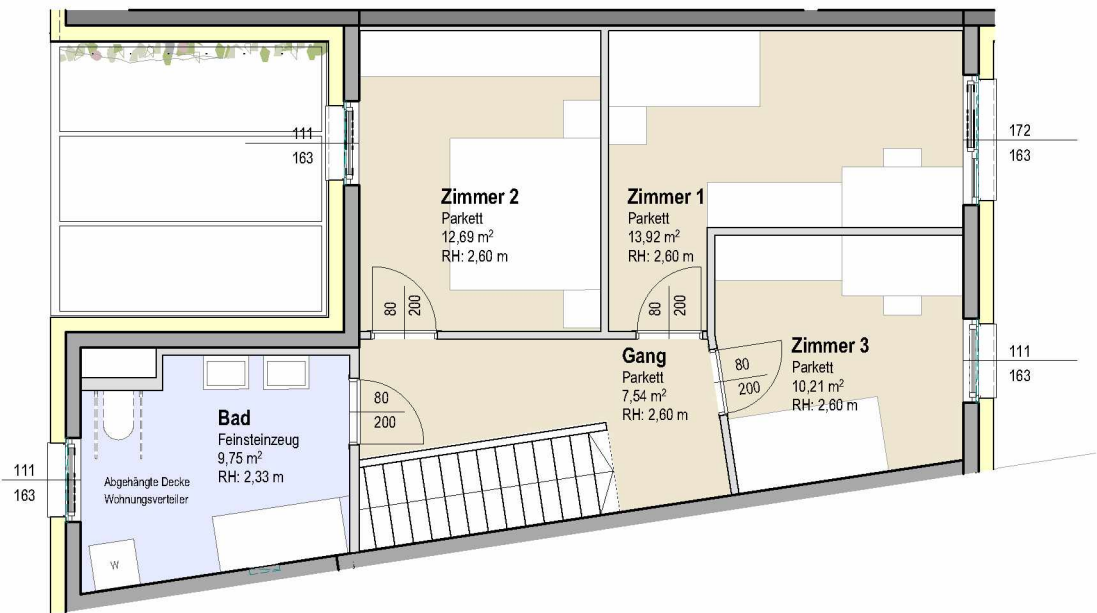 111
163
172
163
Zimmer 2
Parkett
12,69 m²
RH: 2,60 m
Zimmer 1
Parkett
13,92 m²
RH: 2,60 m
80
200
80
200
Gang
Parkett
7,54 m²
RH: 2,60 m
80
200
Zimmer 3
Parkett
10,21 m²
RH: 2,60 m
111
163
Bad
Feinsteinzeug
9,75 m²
RH: 2,33 m
80
200
111
163
Abgehängte Decke
Wohnungsverteiler
W